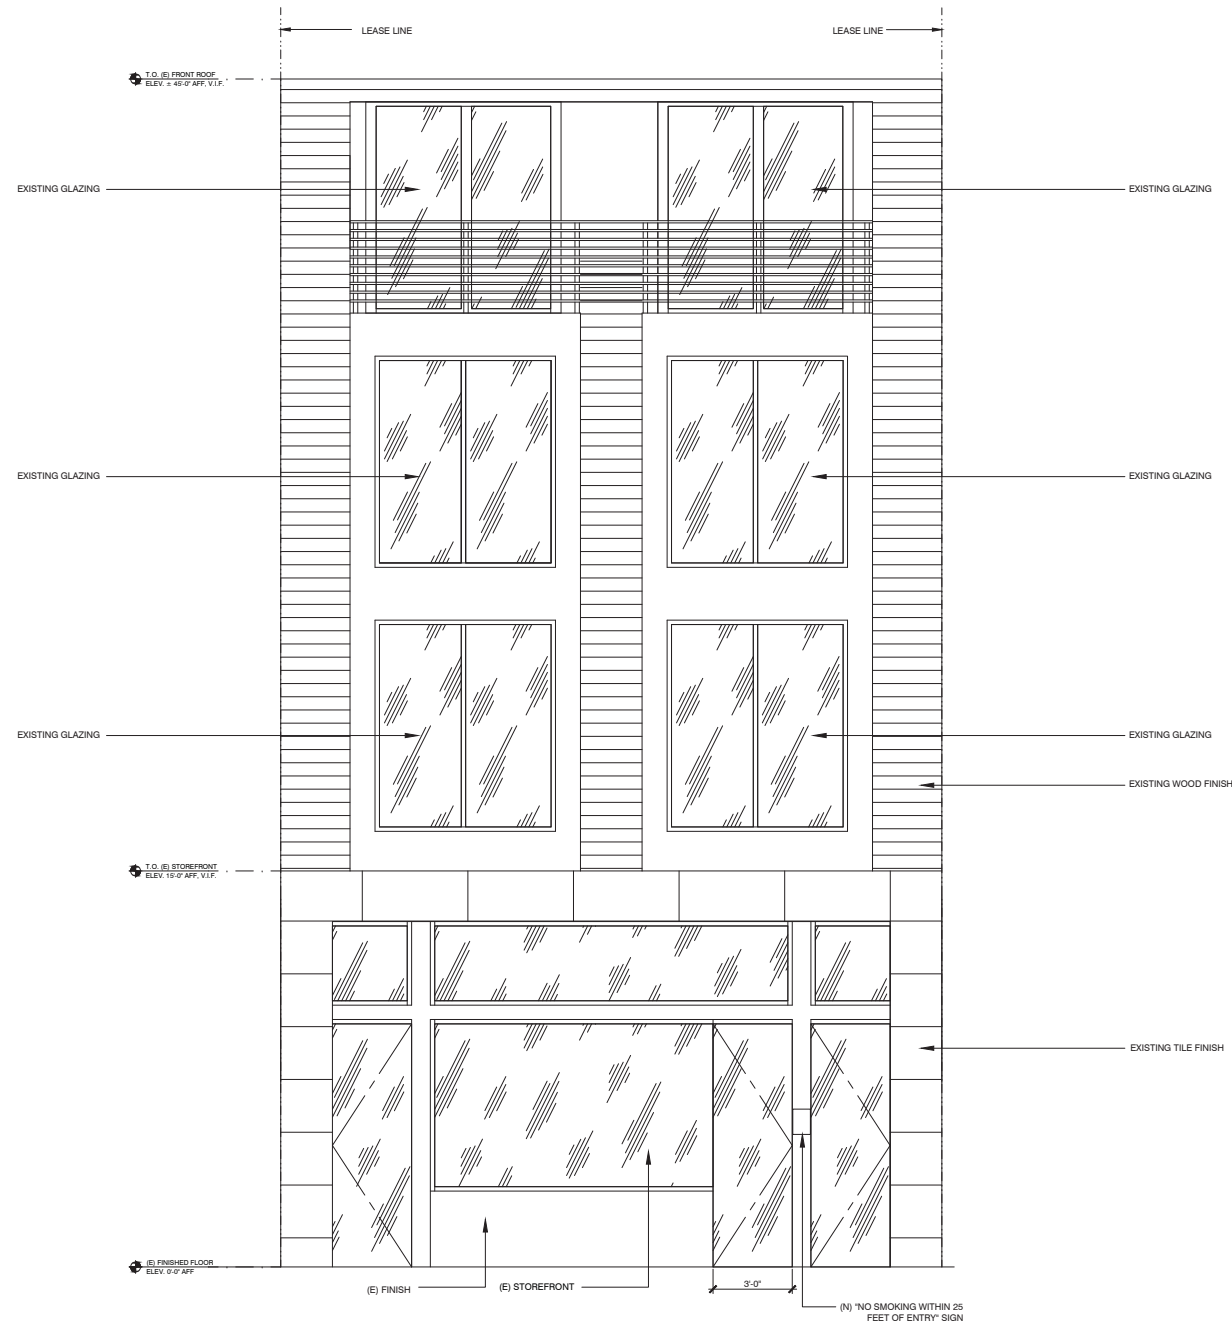 LEASE LINE
LEASE LINE
T.O. (E) FRONT ROOF
ELEV. ± 45'-0" AFF, V.I.F.
EXISTING GLAZING
EXISTING GLAZING
EXISTING GLAZING
EXISTING GLAZING
EXISTING GLAZING
EXISTING GLAZING
EXISTING WOOD FINISH
T.O. (E) STOREFRONT
ELEV. 15'-0" AFF, V.I.F.
EXISTING TILE FINISH
(E) FINISHED FLOOR
ELEV. 0'-0" AFF
(E) FINISH
(E) STOREFRONT
3'-0"
(N) "NO SMOKING WITHIN 25
FEET OF ENTRY" SIGN